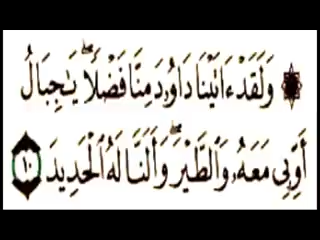 ۞ وَلَقَدْ ءَاتَيْنَا دَاوُۥدَ مِنَّا فَضْلًا ۖ يَٰجِبَالُ
أَوِّبِى مَعَهُۥ وَٱلطَّيْرَ ۖ وَأَلَنَّا لَهُ ٱلْحَدِيدَ ١٠